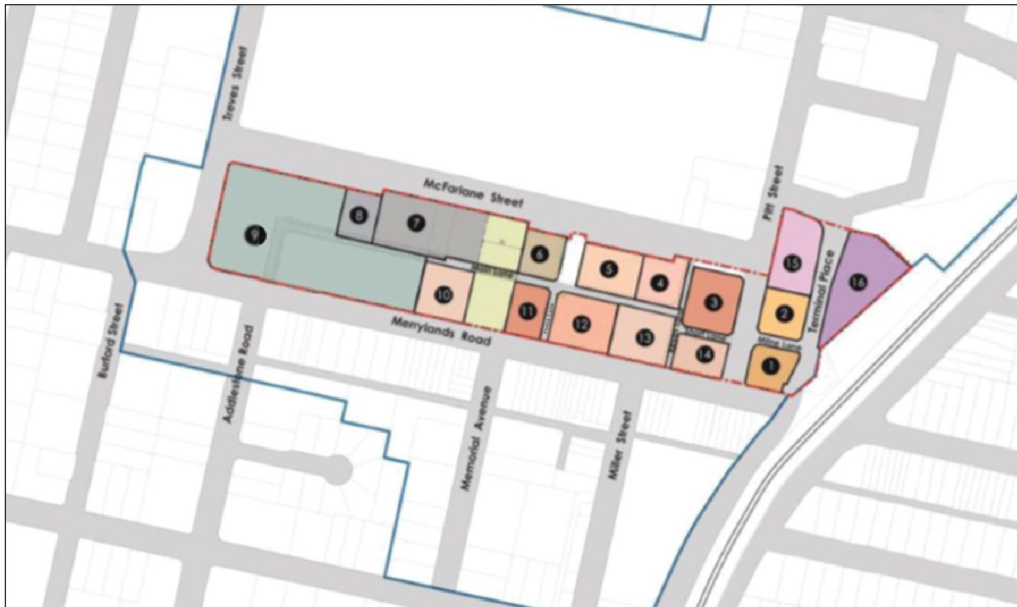 Treves Street
McFarlane Street
Pitt Street
8
7
9
6
5
4
3
15
Terminal Place
16
2
10
11
12
13
14
Milne Lane
1
Merrylands Road
Burford Street
Addlestone Road
Memorial Avenue
Miller Street